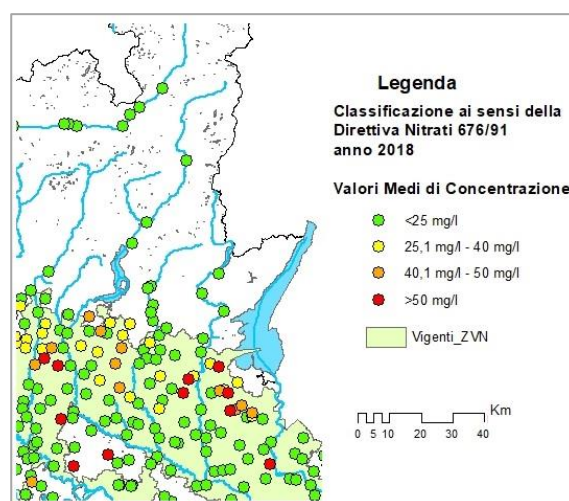 Legenda
Classificazione ai sensi della
Direttiva Nitrati 676/91
anno 2018
Valori Medi di Concentrazione
<25 mg/l
25,1 mg/l - 40 mg/l
40,1 mg/l - 50 mg/l
>50 mg/l
Vigenti_ZVN
Km
0 5 10 20 30 40